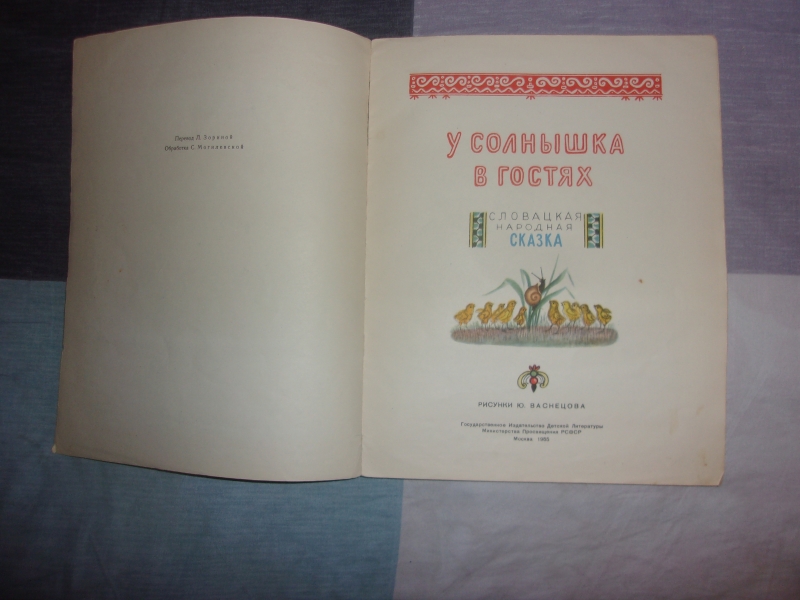 Перевод П. Зориной
Обработка С. Могилевской
У СОЛНЫШКА
В ГОСТЯХ
СЛОВАЦКАЯ
НАРОДНАЯ
СКАЗКА
РИСУНКИ Ю. ВАСНЕЦОВА
Государственное Издательство Детской Литературы
Министерства Просвещения РСФСР
Москва 1960